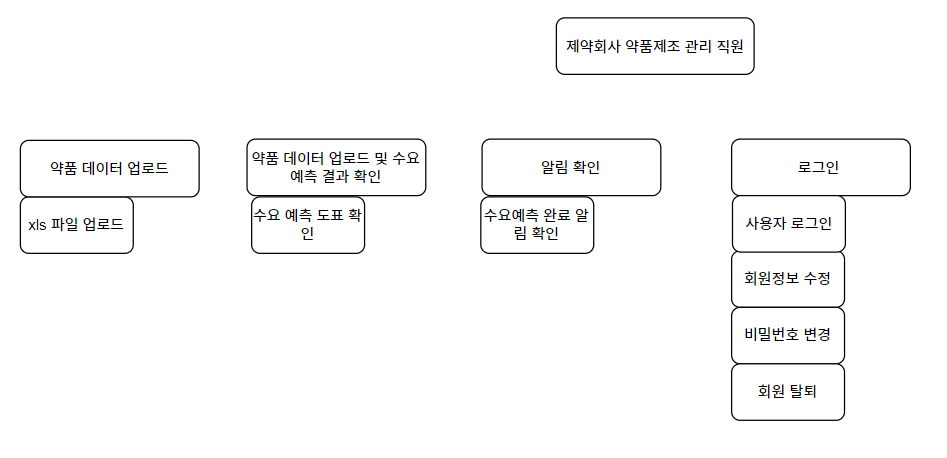 제약회사 약품제조 관리 직원
약품 데이터 업로드
xls 파일 업로드
약품 데이터 업로드 및 수요
예측 결과 확인
수요 예측 도표 확
인
알림 확인
수요예측 완료 알
림 확인
로그인
사용자 로그인
회원정보 수정
비밀번호 변경
회원 탈퇴